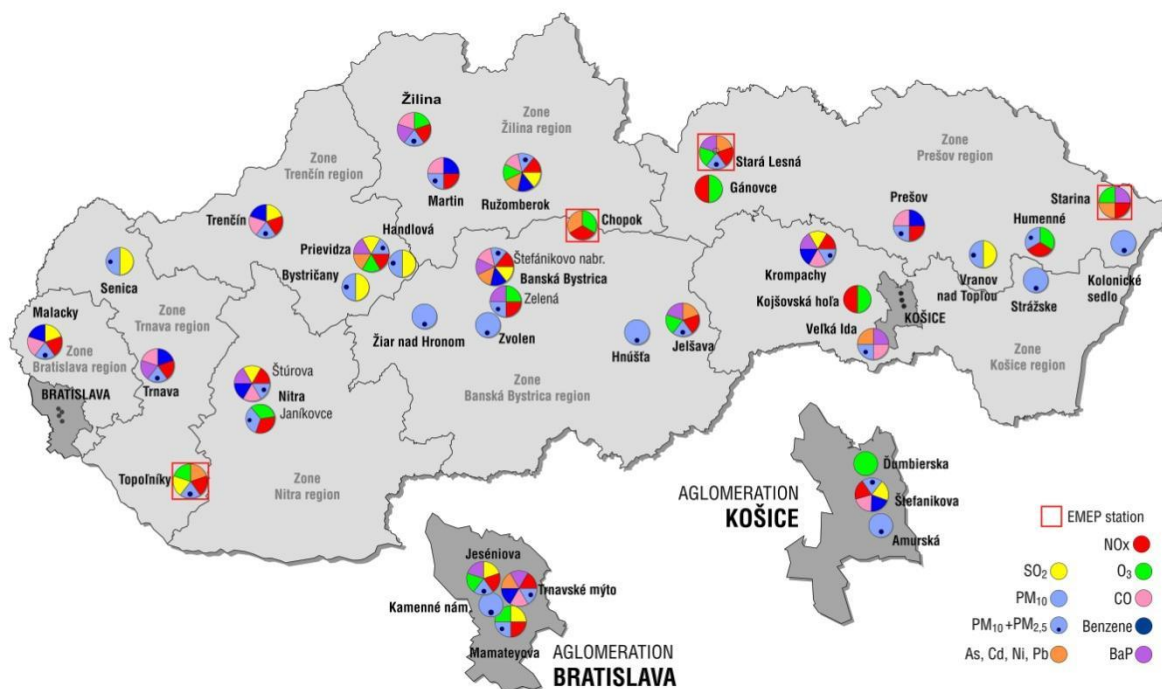 Žilina
Zone
Žilina region
Zone
Trenčín region
Martin
Ružomberok
Stará Lesná
Gánovce
Zone
Prešov region
Starina
Prešov
Humenné
Trenčín
Handlová
Prievidza
Chopok
Bystričany
Štefánikovo nabr.
Banská Bystrica
Zelená
Krompachy
Vranov
nad Topľou
Strážske
Kolonické
sedlo
Senica
Kojšovská hoľa
KOŠICE
Malacky
Zone
Trnava region
Zone
Bratislava region
Žiar nad Hronom
Zvolen
Hnúšťa
Jelšava
Veľká Ida
Zone
Košice region
BRATISLAVA
Trnava
Štúrova
Nitra
Janíkovce
Zone
Banská Bystrica region
Topoľníky
Zone
Nitra region
AGLOMERATION
KOŠICE
Ďumbierska
Štefanikova
Amurská
Jeséniova
Trnavské mýto
Kamenné nám.
Mamateyova
AGLOMERATION
BRATISLAVA
EMEP station
NOx
SO2 O3
PM10 CO
PM10+PM2,5 Benzene
As, Cd, Ni, Pb BaP